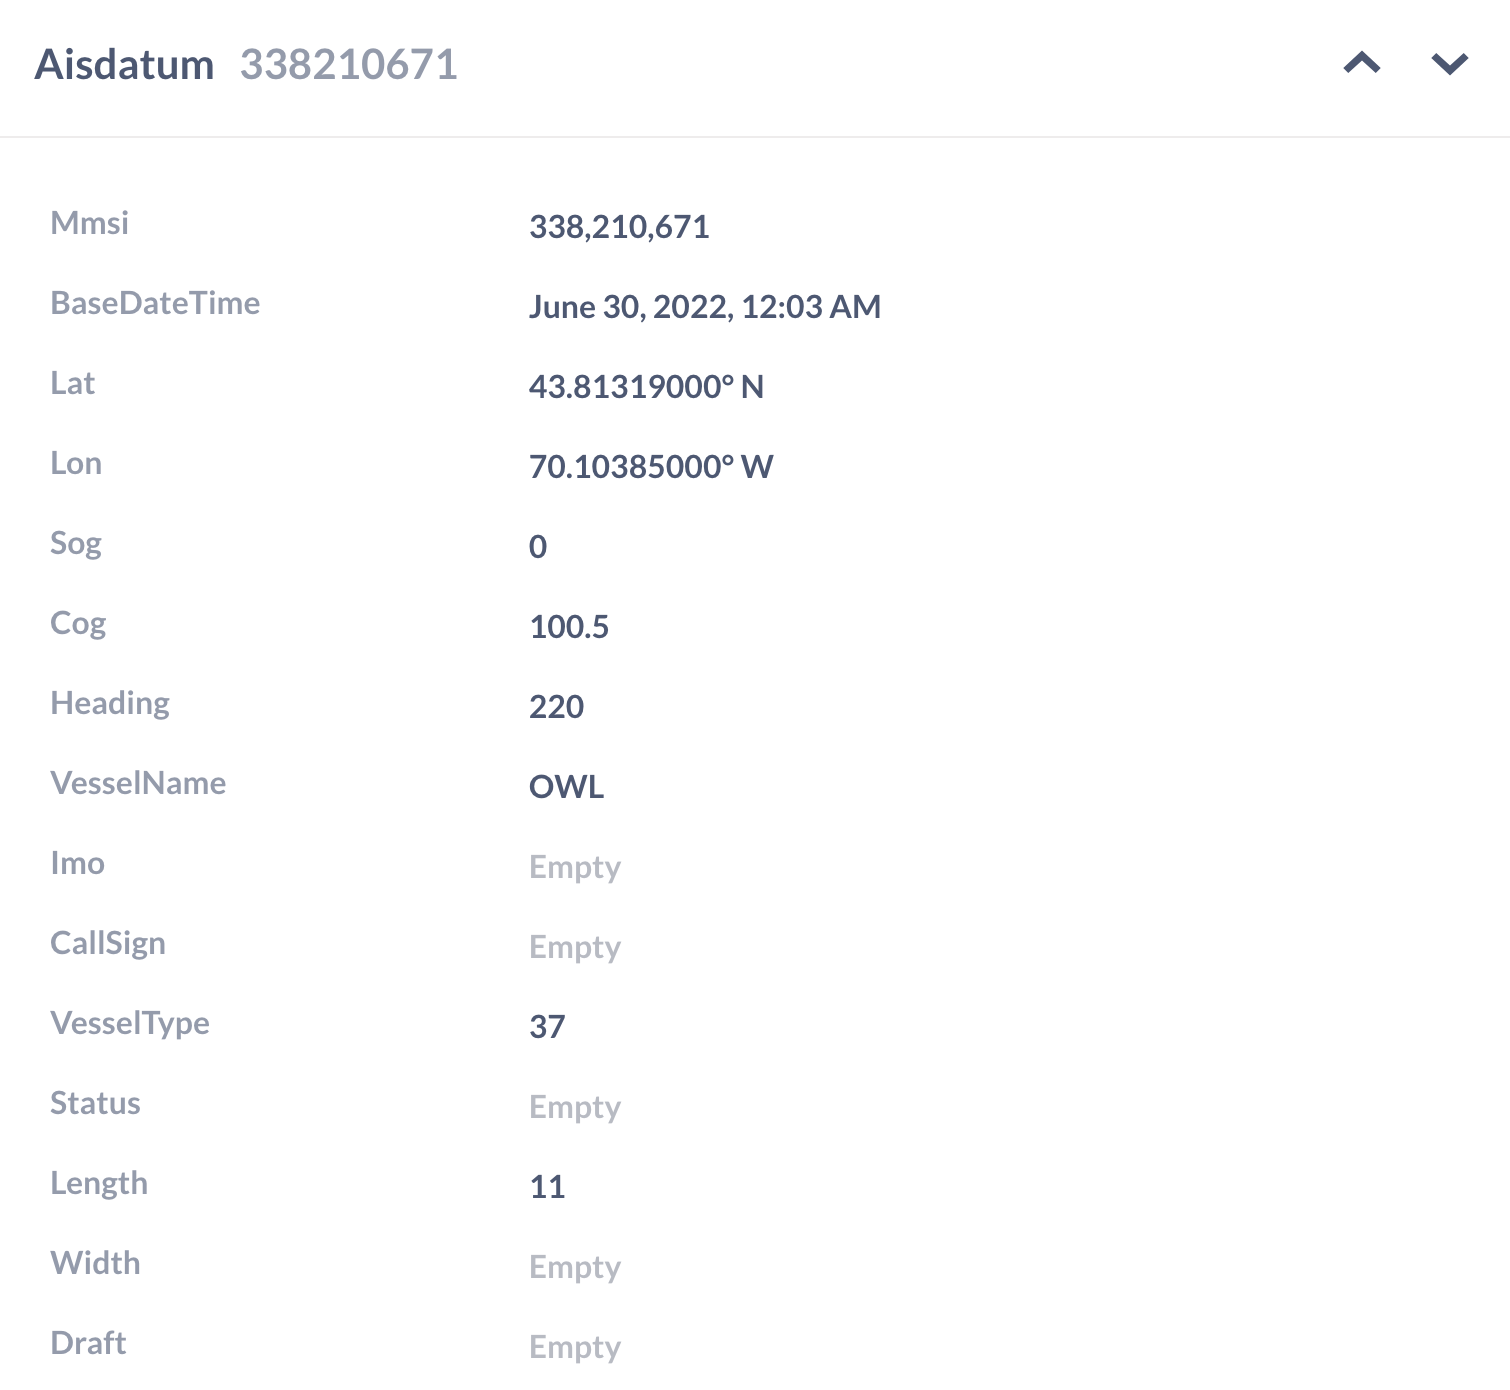 Aisdatum 338210671
Mmsi 338,210,671
BaseDateTime June 30, 2022, 12:03 AM
Lat 43.81319000° N
Lon 70.10385000° W
Sog 0
Cog 100.5
Heading 220
VesselName OWL
Imo Empty
CallSign Empty
VesselType 37
Status Empty
Length 11
Width Empty
Draft Empty